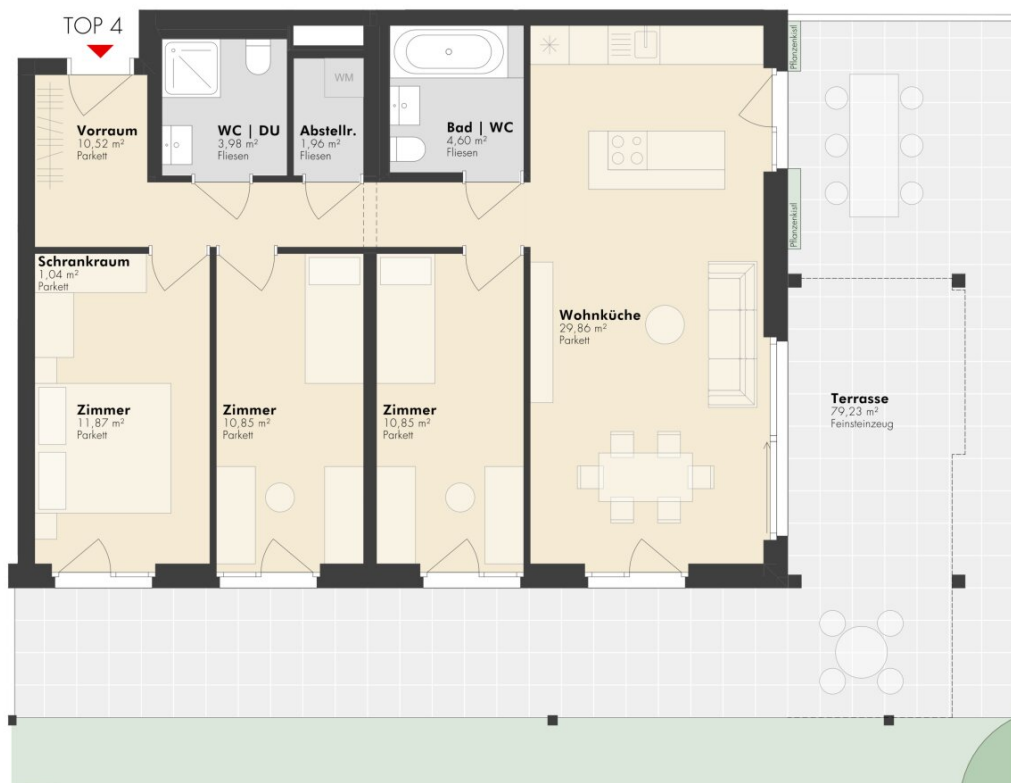 TOP 4
Vorraum
10,52 m²
Parkett
WC | DU
3,98 m²
Fliesen
Abstellr.
1,96 m²
Fliesen
WM
Bad | WC
4,60 m²
Fliesen
Pflanzenkistl
Pflanzenkistl
Schrankraum
1,04 m²
Parkett
Wohnküche
29,86 m²
Parkett
Zimmer
11,87 m²
Parkett
Zimmer
10,85 m²
Parkett
Zimmer
10,85 m²
Parkett
Terrasse
79,23 m²
Feinsteinzeug